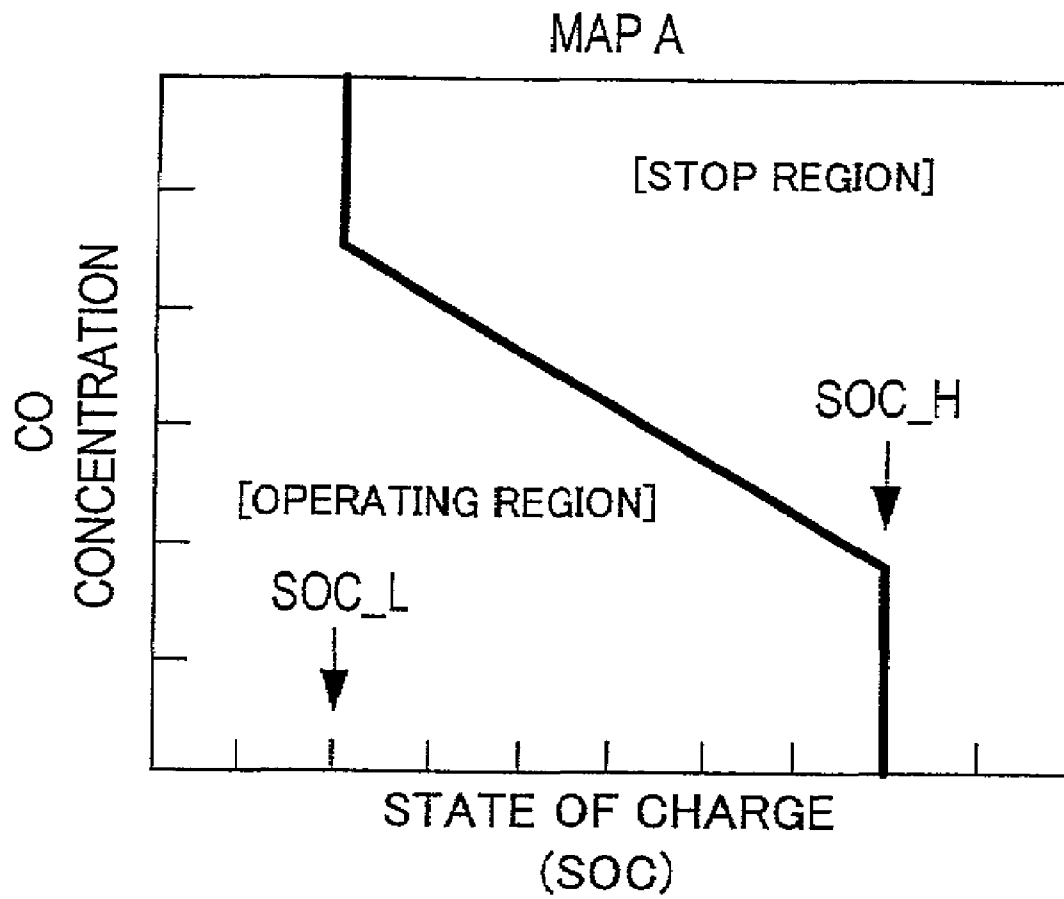 MAP A
[STOP REGION]
CO
CONCENTRATION
SOC_H
[OPERATING REGION]
SOC_L
STATE OF CHARGE
(SOC)